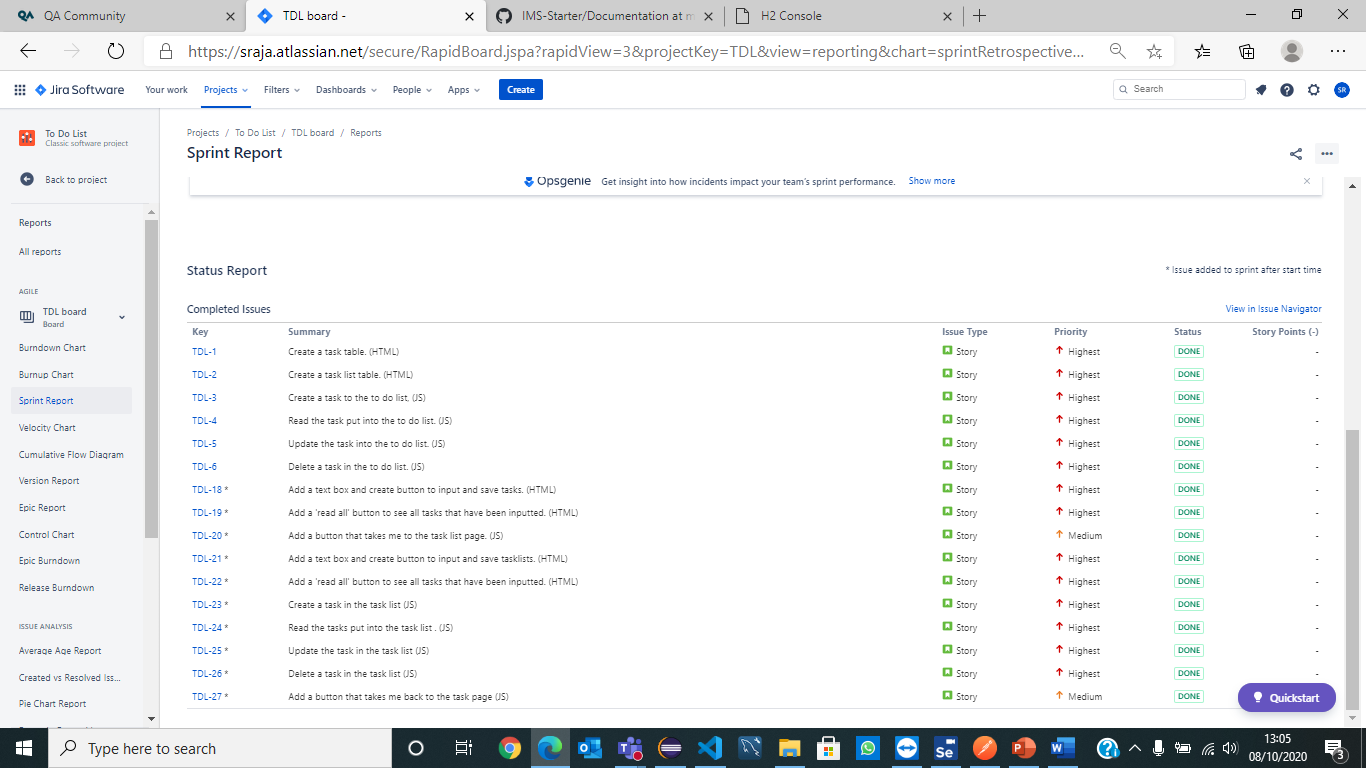 QA Community
TDL board -
IMS-Starter/Documentation at m
H2 Console
https://sraja.atlassian.net/secure/RapidBoard.jspa?rapidView=3&projectKey=TDL&view=reporting&chart=sprintRetrospective...
Jira Software
Your work
Projects
Filters
Dashboards
People
Apps
Create
Search
SR
To Do List
Classic software project
Back to project
Reports
All reports
AGILE
TDL board
Board
Burndown Chart
Burnup Chart
Sprint Report
Velocity Chart
Cumulative Flow Diagram
Version Report
Epic Report
Control Chart
Epic Burndown
Release Burndown
ISSUE ANALYSIS
Average Age Report
Created vs Resolved Iss...
Pie Chart Report
Projects / To Do List / TDL board / Reports
Sprint Report
Opsgenie Get insight into how incidents impact your team's sprint performance. Show more
Status Report
* Issue added to sprint after start time
Completed Issues
View in Issue Navigator
Key Summary Issue Type Priority Status Story Points (-)
TDL-1 Create a task table. (HTML) Story Highest DONE -
TDL-2 Create a task list table. (HTML) Story Highest DONE -
TDL-3 Create a task to the to do list, (JS) Story Highest DONE -
TDL-4 Read the task put into the to do list. (JS) Story Highest DONE -
TDL-5 Update the task into the to do list. (JS) Story Highest DONE -
TDL-6 Delete a task in the to do list. (JS) Story Highest DONE -
TDL-18 * Add a text box and create button to input and save tasks. (HTML) Story Highest DONE -
TDL-19 * Add a 'read all' button to see all tasks that have been inputted. (HTML) Story Highest DONE -
TDL-20 * Add a button that takes me to the task list page. (JS) Story Medium DONE -
TDL-21 * Add a text box and create button to input and save tasklists. (HTML) Story Highest DONE -
TDL-22 * Add a 'read all' button to see all tasks that have been inputted. (HTML) Story Highest DONE -
TDL-23 * Create a task in the task list (JS) Story Highest DONE -
TDL-24 * Read the tasks put into the task list . (JS) Story Highest DONE -
TDL-25 * Update the task in the task list (JS) Story Highest DONE -
TDL-26 * Delete a task in the task list (JS) Story Highest DONE -
TDL-27 * Add a button that takes me back to the task page (JS) Story Medium DONE
Quickstart
Type here to search
Se
13:05
08/10/2020
3